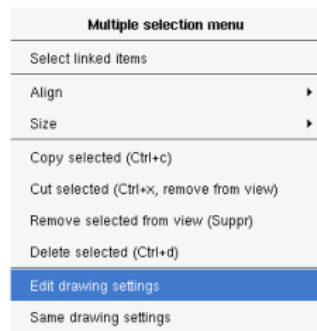 Multiple selection menu
Select linked items
Align
Size
Copy selected (Ctrl+c)
Cut selected (Ctrl+x, remove from view)
Remove selected from view (Suppr)
Delete selected (Ctrl+d)
Edit drawing settings
Same drawing settings